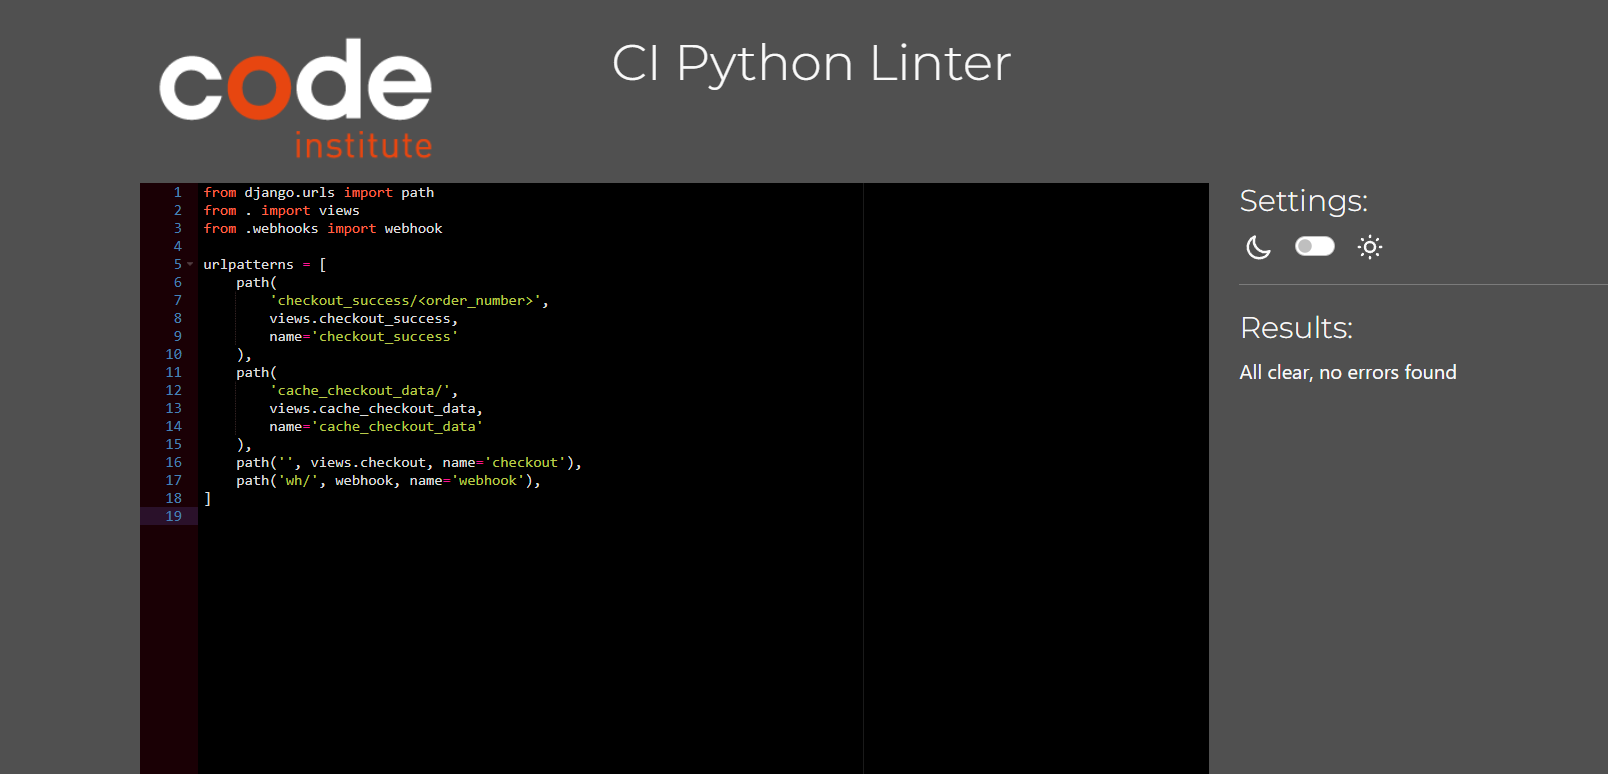 code
institute
CI Python Linter
1 from django.urls import path
2 from . import views
3 from .webhooks import webhook
4
5 urlpatterns = [
6     path(
7         'checkout_success/<order_number>',
8         views.checkout_success,
9         name='checkout_success'
10     ),
11     path(
12         'cache_checkout_data/',
13         views.cache_checkout_data,
14         name='cache_checkout_data'
15     ),
16     path('', views.checkout, name='checkout'),
17     path('wh/', webhook, name='webhook'),
18 ]
19
Settings:
Results:
All clear, no errors found